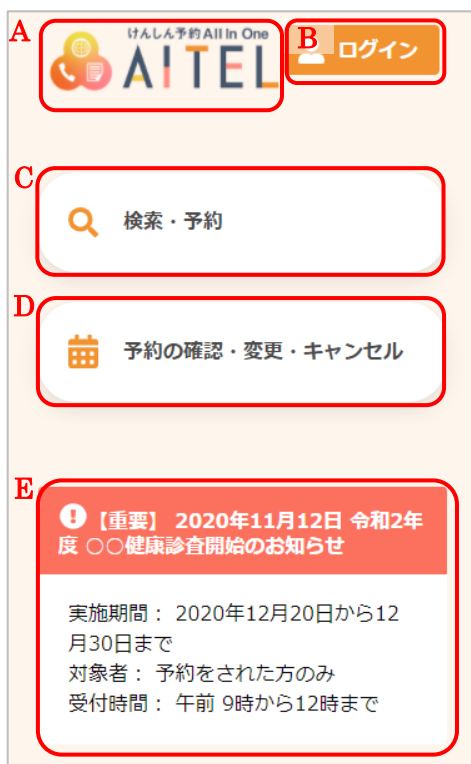 A
けんしん予約 All In One
AITEL
B
ログイン
C
検索・予約
D
予約の確認・変更・キャンセル
E
【重要】 2020年11月12日 令和2年
度 ○○健康診査開始のお知らせ
実施期間： 2020年12月20日から12
月30日まで
対象者： 予約をされた方のみ
受付時間： 午前 9時から12時まで